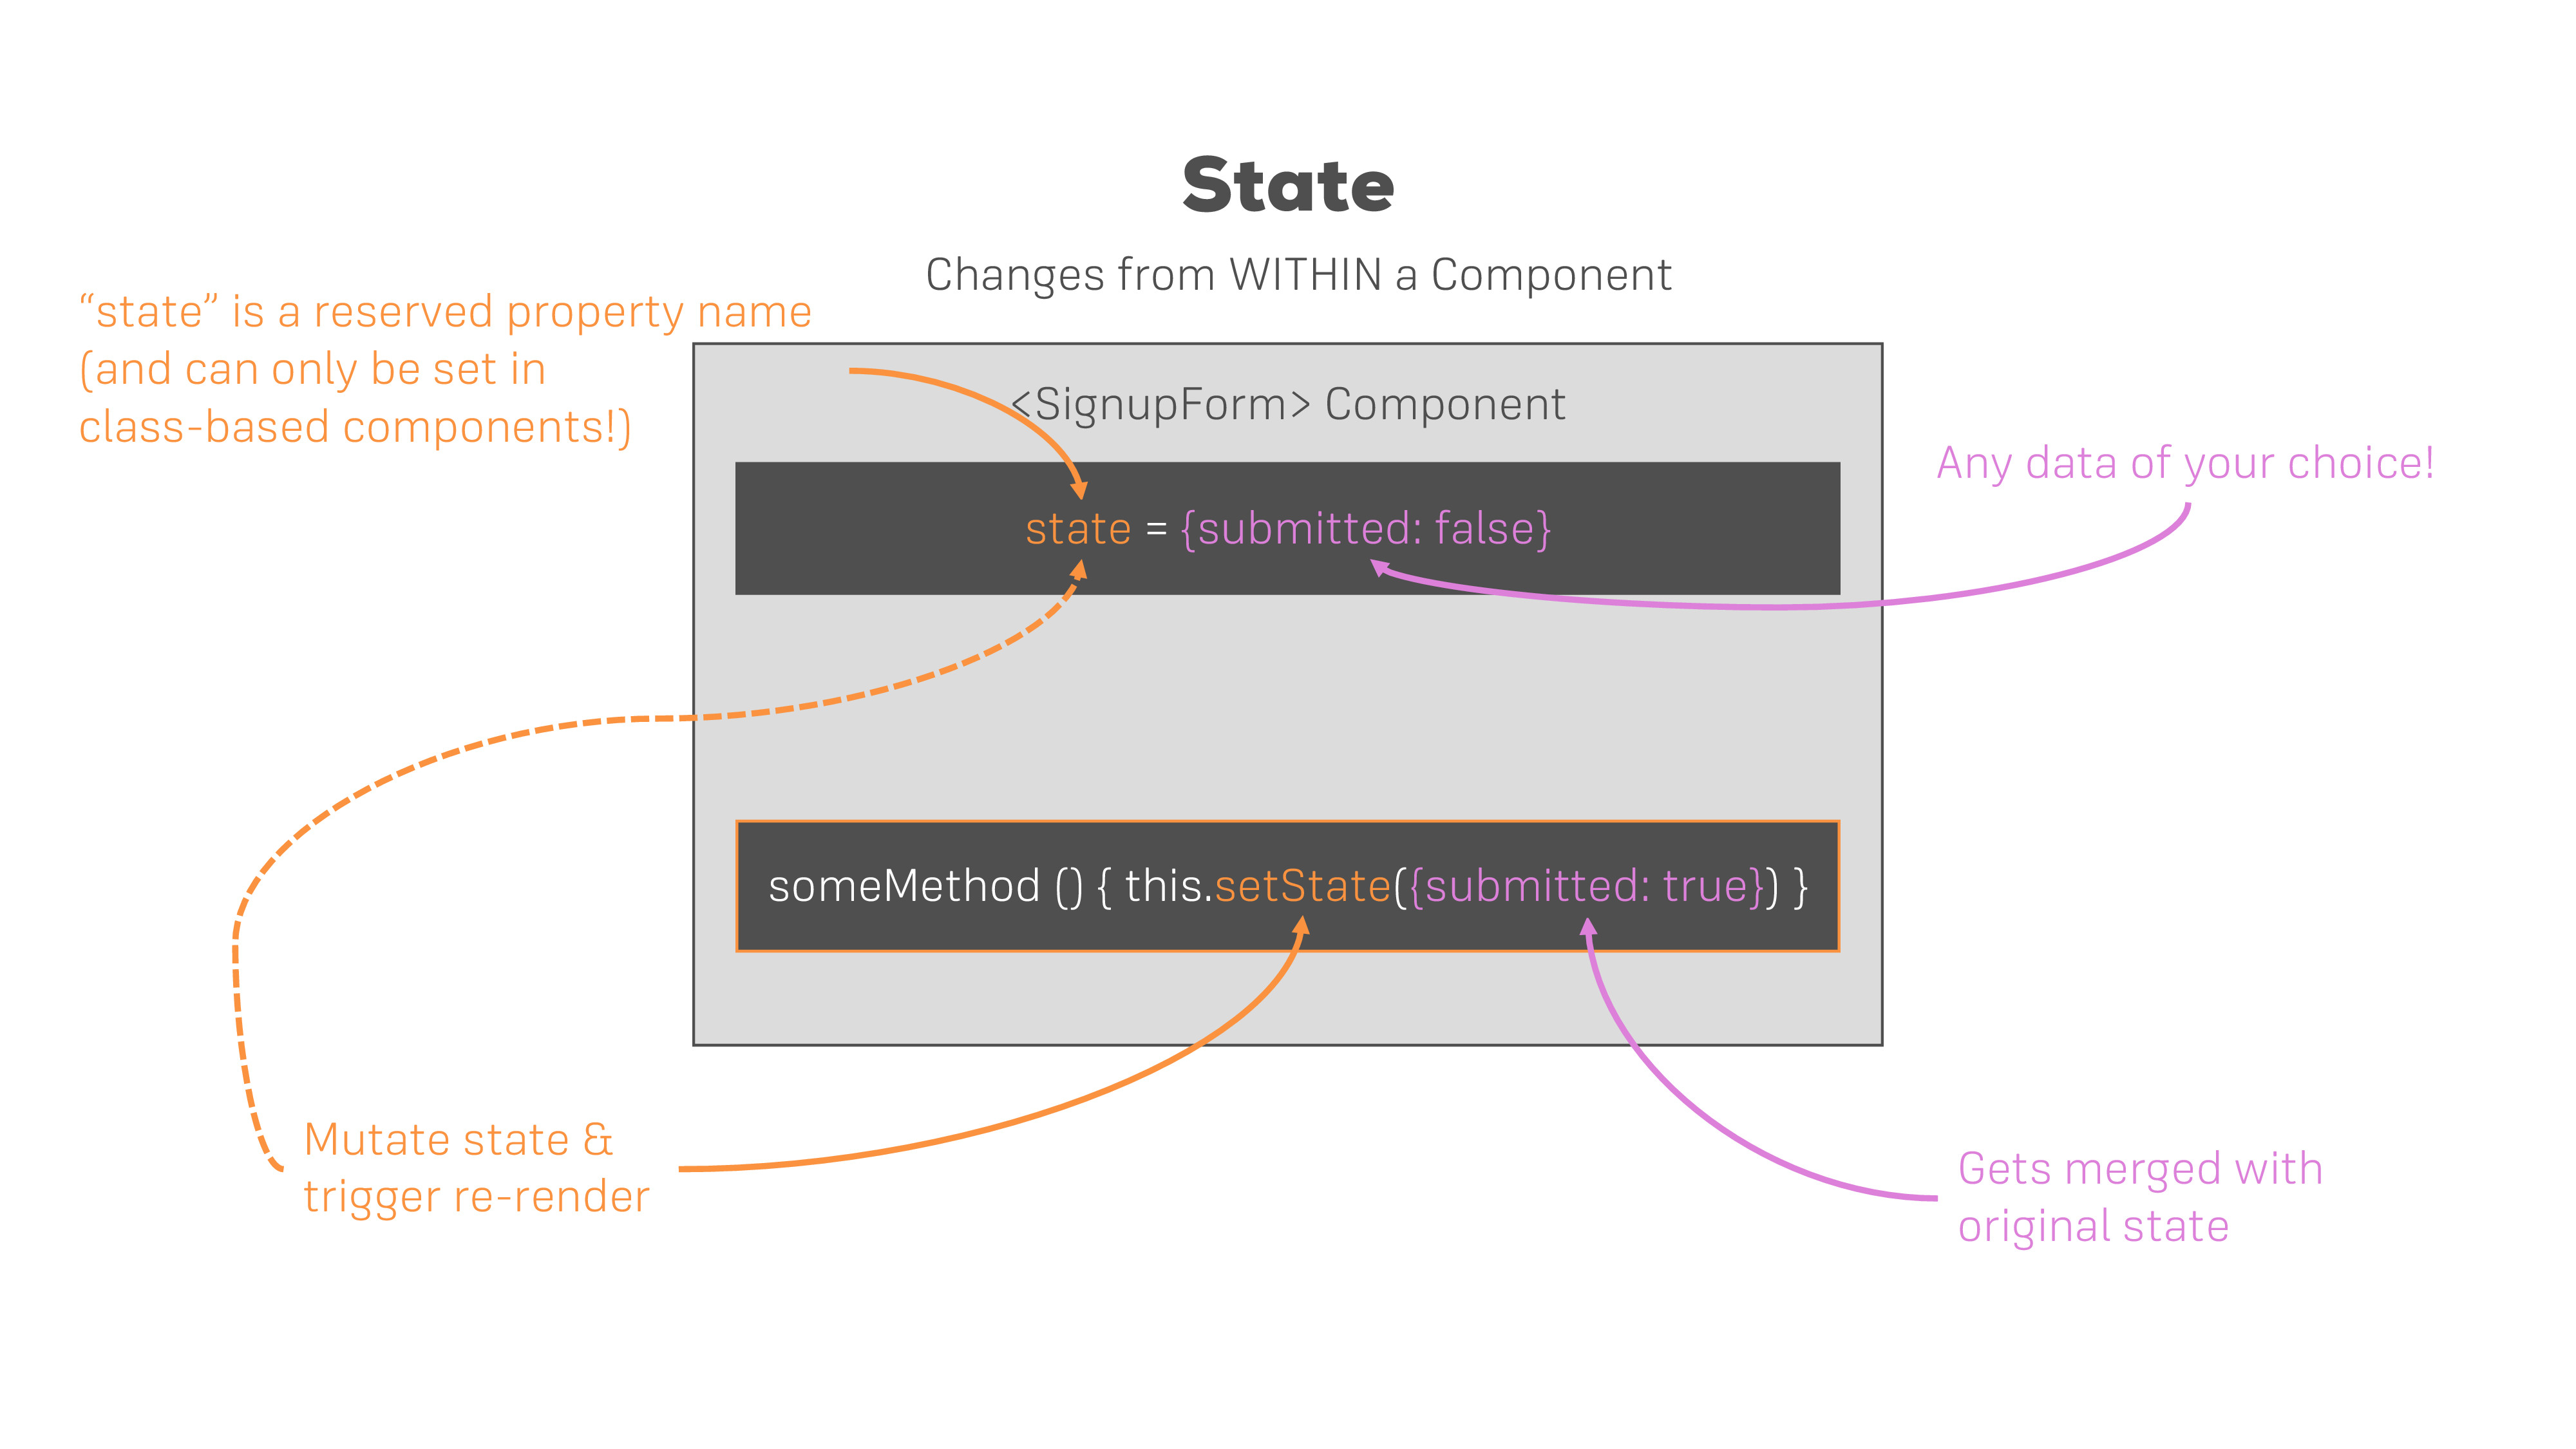 State
Changes from WITHIN a Component
“state” is a reserved property name
(and can only be set in
class-based components!)
<SignupForm> Component
Any data of your choice!
state = {submitted: false}
someMethod () { this.setState({submitted: true}) }
Mutate state &
trigger re-render
Gets merged with
original state